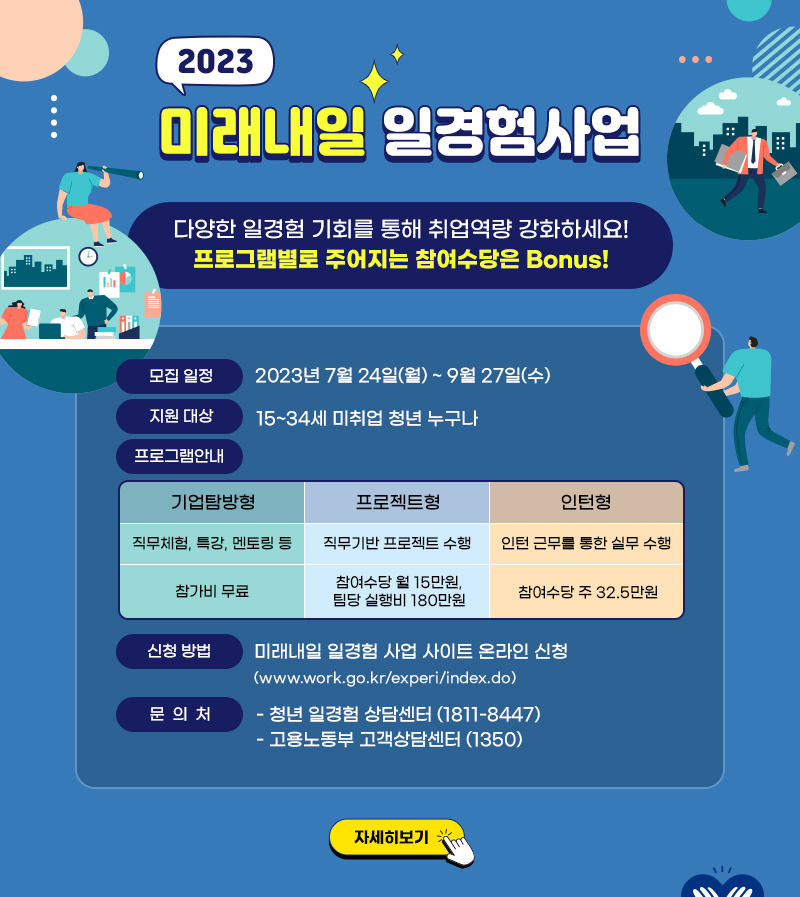 2023
미래내일 일경험사업
다양한 일경험 기회를 통해 취업역량 강화하세요!
프로그램별로 주어지는 참여수당은 Bonus!
모집 일정
2023년 7월 24일(월) ~ 9월 27일(수)
지원 대상
15~34세 미취업 청년 누구나
프로그램안내
기업탐방형
프로젝트형
인턴형
직무체험, 특강, 멘토링 등
직무기반 프로젝트 수행
인턴 근무를 통한 실무 수행
참가비 무료
참여수당 월 15만원,
팀당 실행비 180만원
참여수당 주 32.5만원
신청 방법
미래내일 일경험 사업 사이트 온라인 신청
(www.work.go.kr/experi/index.do)
문 의 처
- 청년 일경험 상담센터 (1811-8447)
- 고용노동부 고객상담센터 (1350)
자세히보기